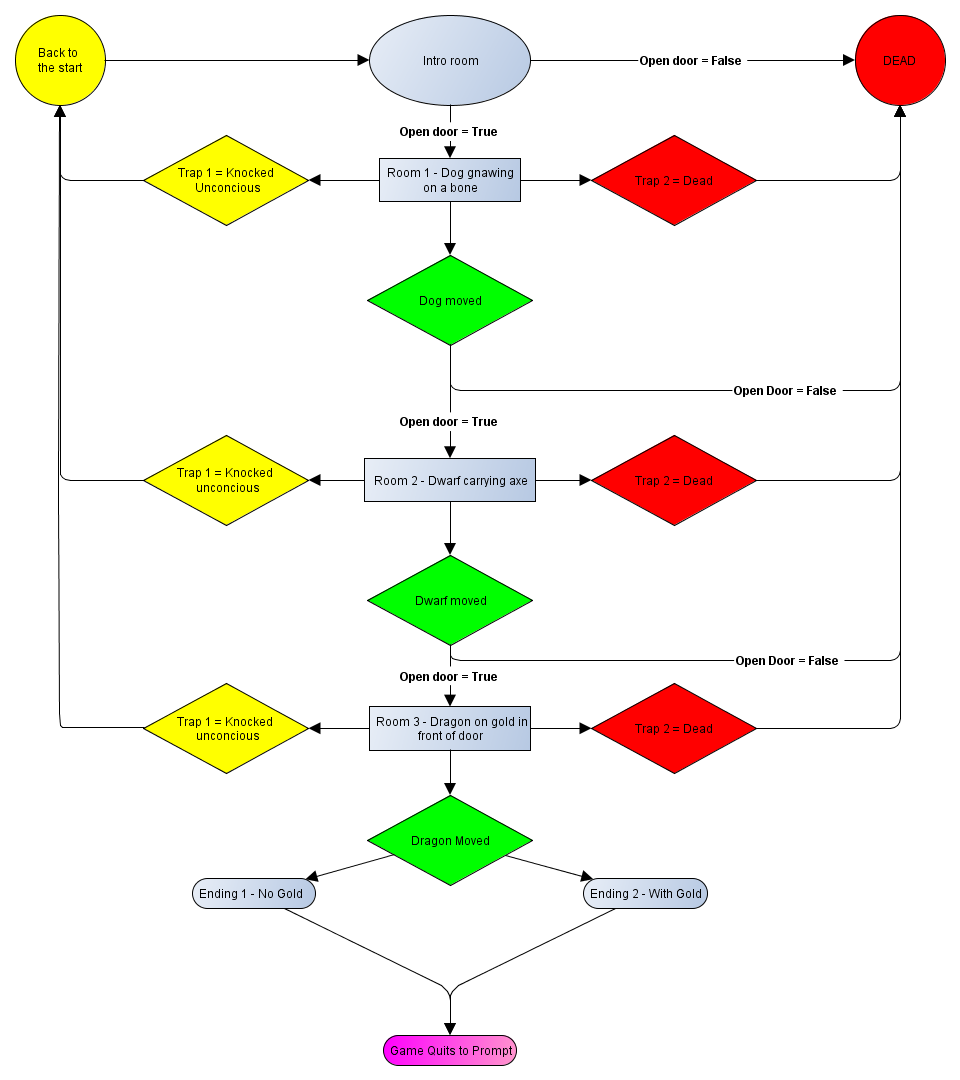 Back to
the start
Intro room
Open door = False
DEAD
Open door = True
Trap 1 = Knocked
Unconcious
Room 1 - Dog gnawing
on a bone
Trap 2 = Dead
Dog moved
Open Door = False
Open door = True
Trap 1 = Knocked
unconcious
Room 2 - Dwarf carrying axe
Trap 2 = Dead
Dwarf moved
Open Door = False
Open door = True
Trap 1 = Knocked
unconcious
Room 3 - Dragon on gold in
front of door
Trap 2 = Dead
Dragon Moved
Ending 1 - No Gold
Ending 2 - With Gold
Game Quits to Prompt